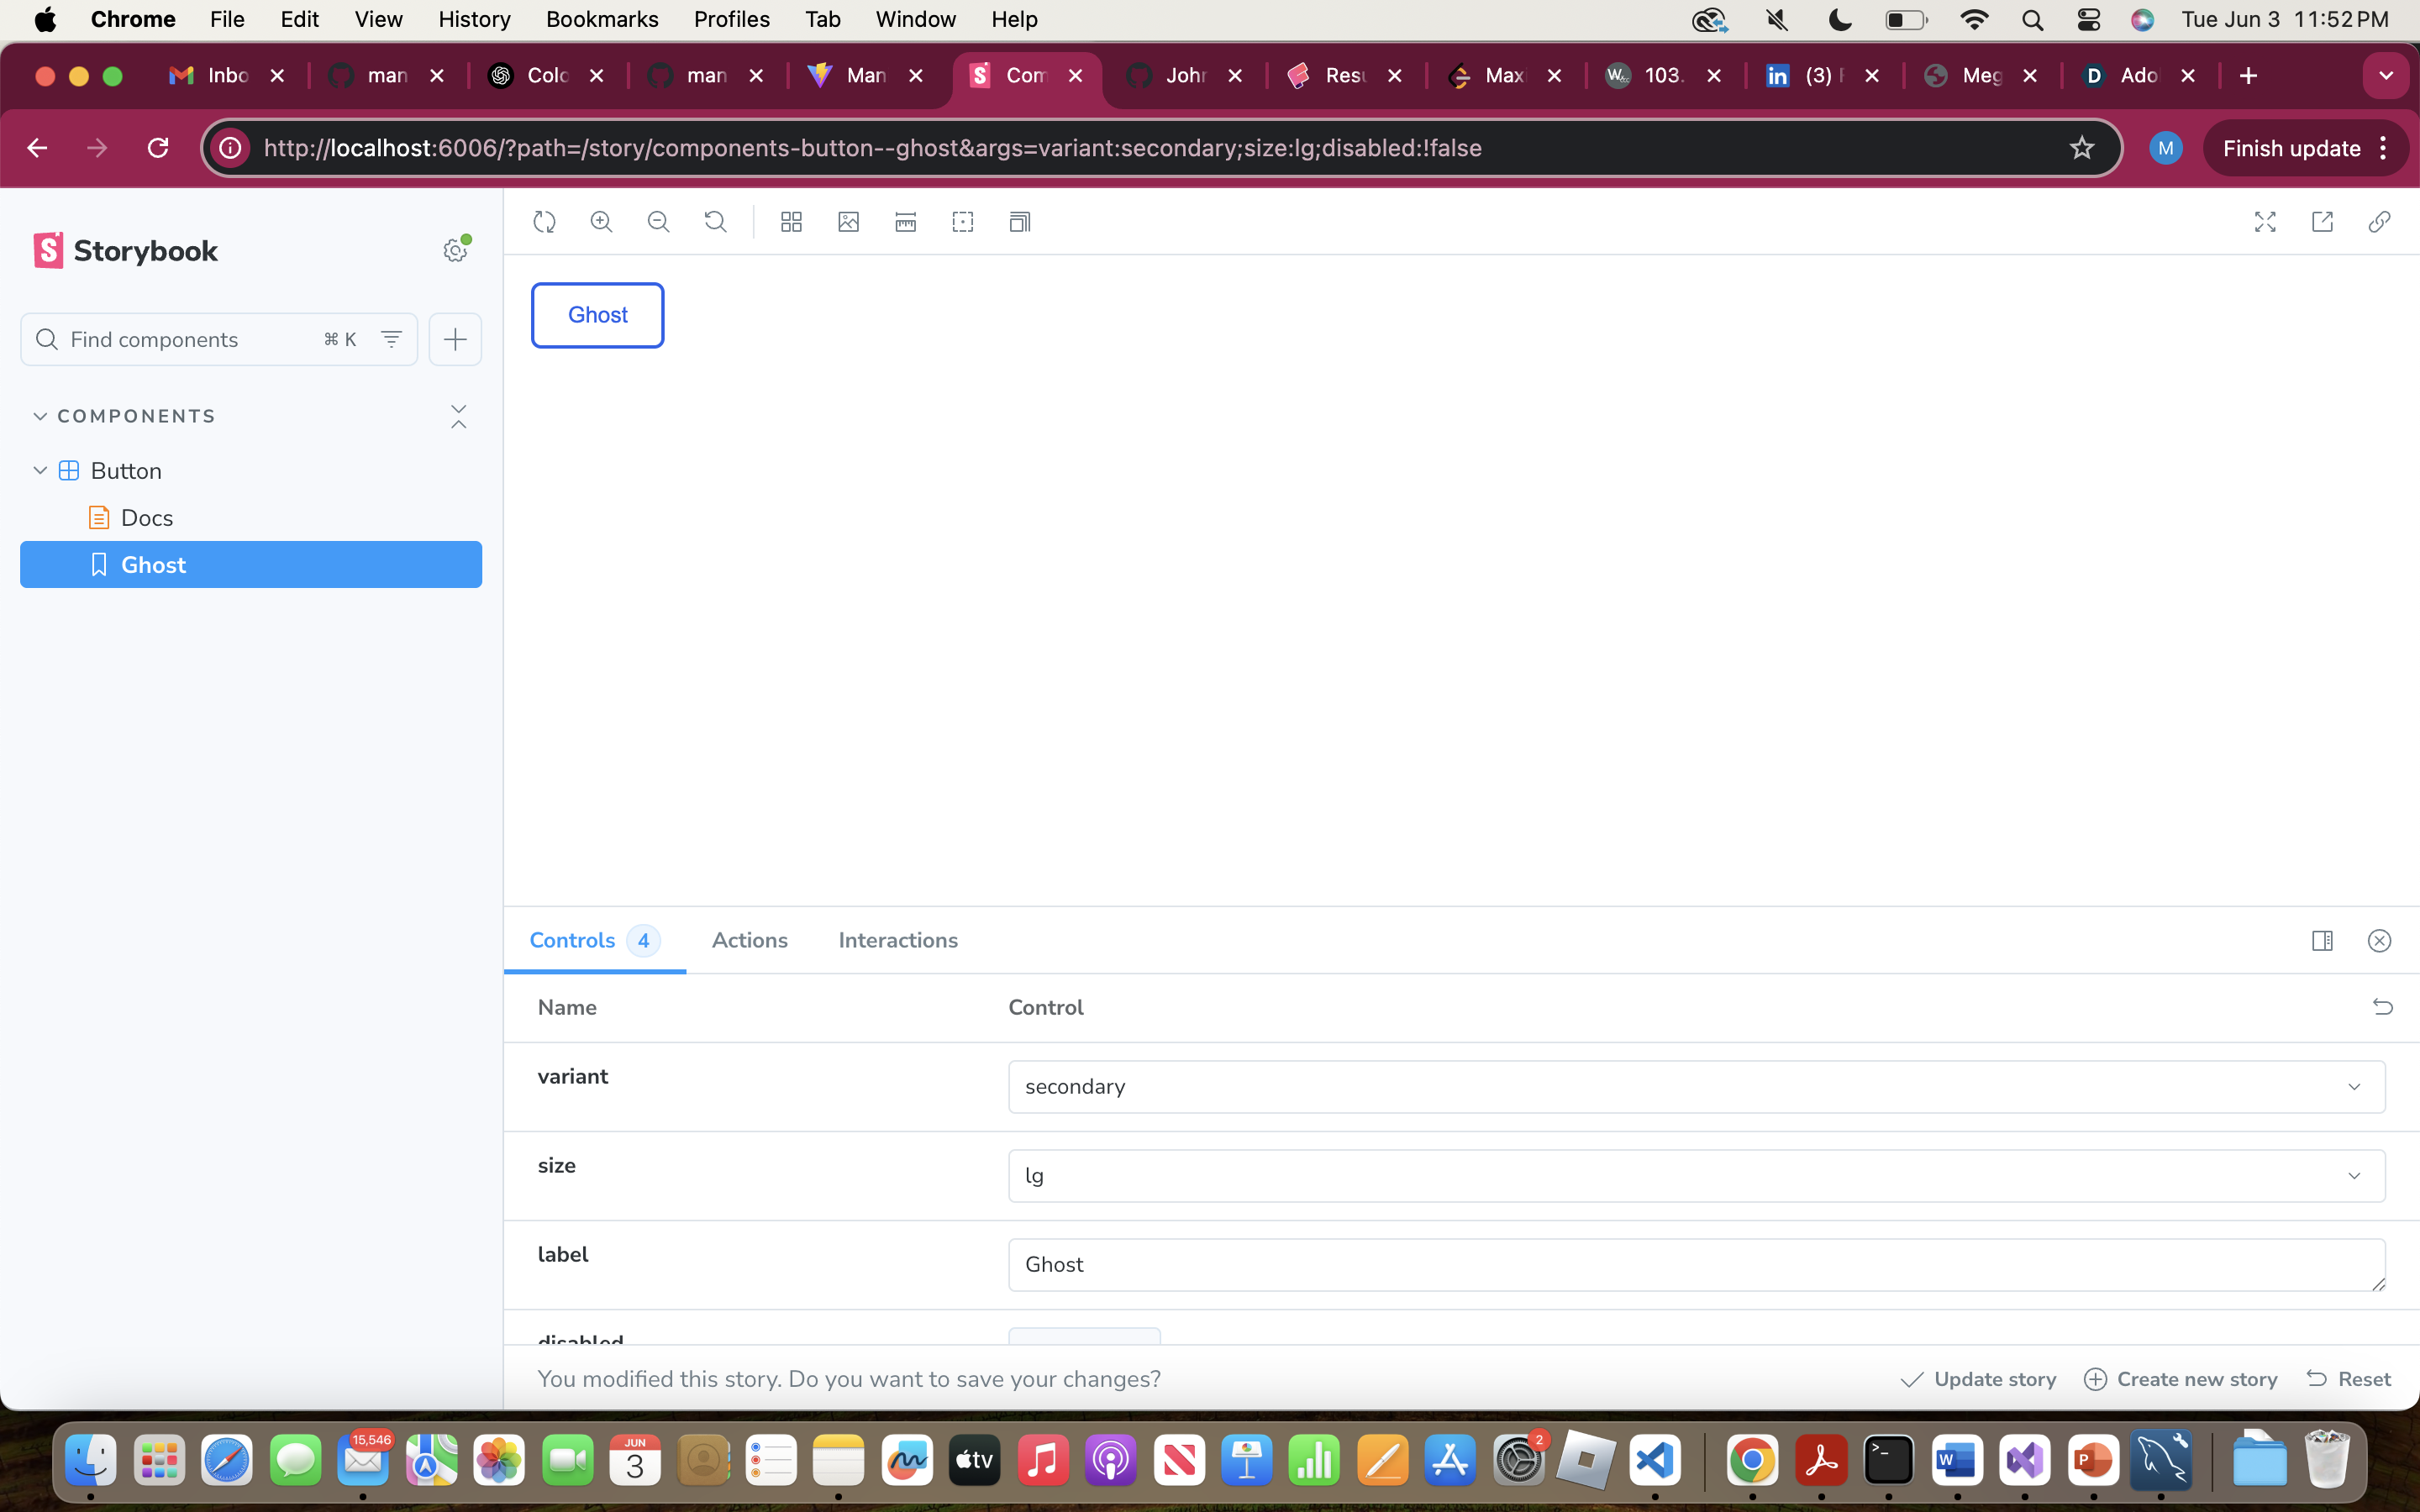 Chrome File Edit View History Bookmarks Profiles Tab Window Help Tue Jun 3 11:52 PM
Inbo man Colo man Man Com John Resu Maxi 103. (3) Meg Ado
http://localhost:6006/?path=/story/components-button--ghost&args=variant:secondary;size:lg;disabled:!false M Finish update
Storybook
Find components ⌘ K
COMPONENTS
Button
Docs
Ghost
Ghost
Controls 4 Actions Interactions
Name Control
variant secondary
size lg
label Ghost
disabled
You modified this story. Do you want to save your changes? Update story Create new story Reset
15,546 JUN 3 tv 2